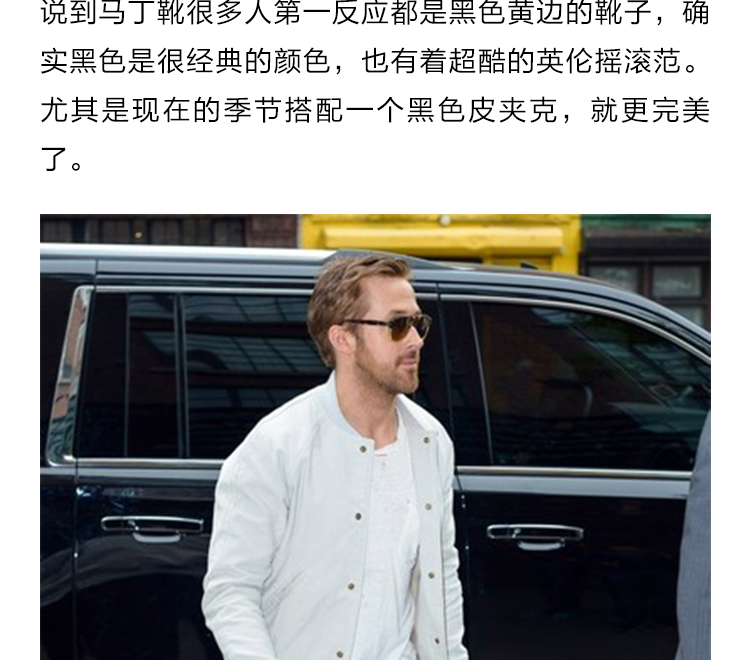 说到马丁靴很多人第一反应都是黑色黄边的靴子，确
实黑色是很经典的颜色，也有着超酷的英伦摇滚范。
尤其是现在的季节搭配一个黑色皮夹克，就更完美
了。